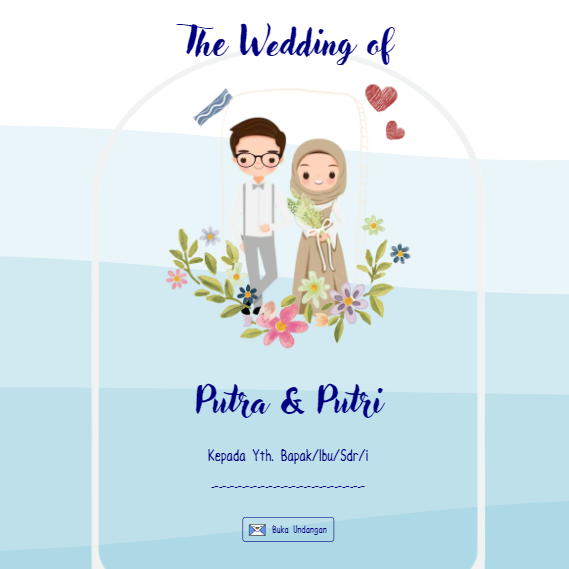 The Wedding of
Putra & Putri
Kepada Yth. Bapak/Ibu/Sdr/i
-------------------------
Buka Undangan